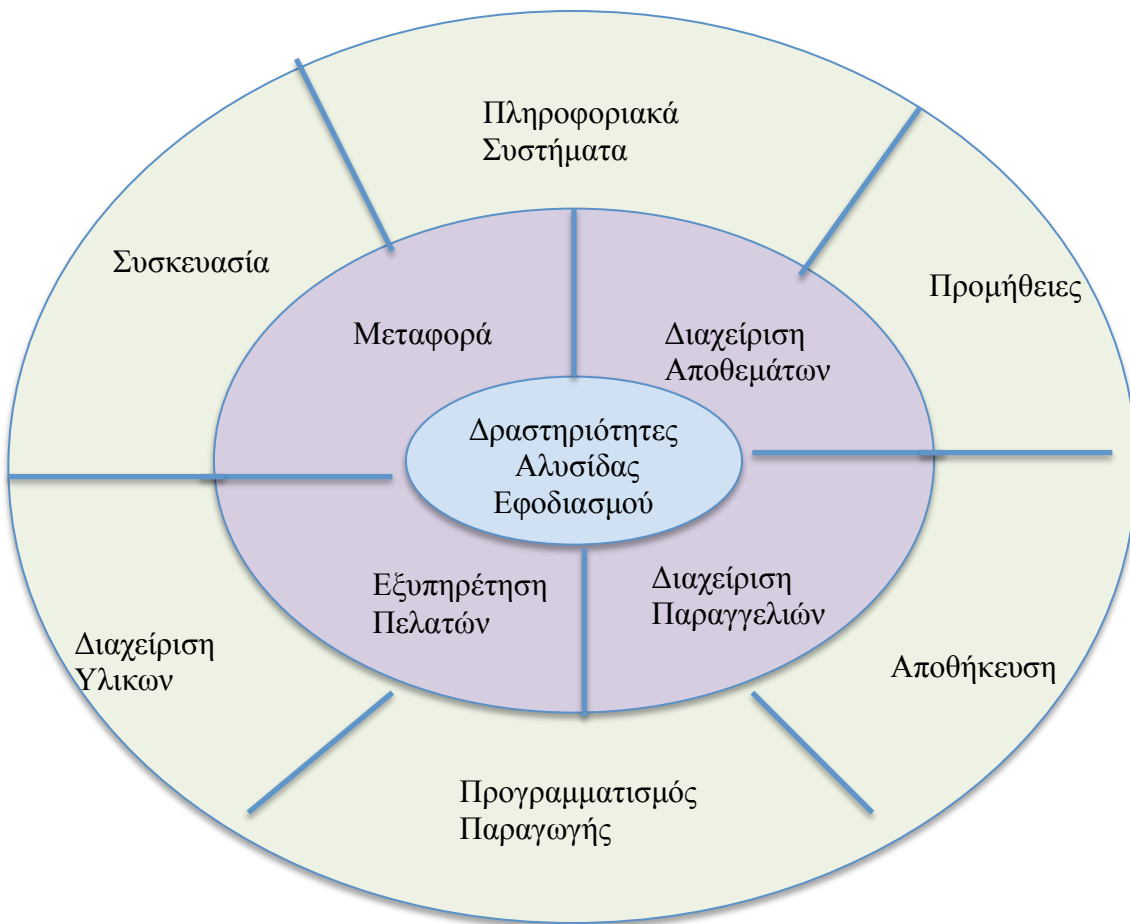 Πληροφοριακά
Συστήματα
Συσκευασία
Προμήθειες
Μεταφορά
Διαχείριση
Αποθεμάτων
Δραστηριότητες
Αλυσίδας
Εφοδιασμού
Εξυπηρέτηση
Πελατών
Διαχείριση
Παραγγελιών
Διαχείριση
Υλικων
Αποθήκευση
Προγραμματισμός
Παραγωγής